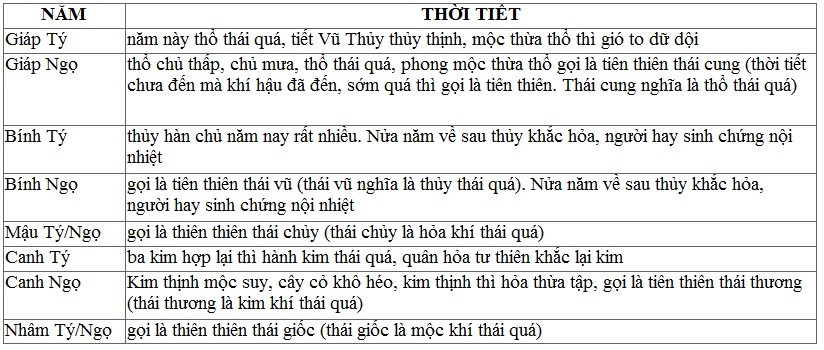 NĂM THỜI TIẾT
Giáp Tý năm này thổ thái quá, tiết Vũ Thủy thủy thịnh, mộc thừa thổ thì gió to dữ dội
Giáp Ngọ thổ chủ thấp, chủ mưa, thổ thái quá, phong mộc thừa thổ gọi là tiên thiên thái cung (thời tiết
chưa đến mà khí hậu đã đến, sớm quá thì gọi là tiên thiên. Thái cung nghĩa là thổ thái quá)
Bính Tý thủy hàn chủ năm nay rất nhiều. Nửa năm về sau thủy khắc hỏa, người hay sinh chứng nội
nhiệt
Bính Ngọ gọi là tiên thiên thái vũ (thái vũ nghĩa là thủy thái quá). Nửa năm về sau thủy khắc hỏa,
người hay sinh chứng nội nhiệt
Mậu Tý/Ngọ gọi là thiên thiên thái chủy (thái chủy là hỏa khí thái quá)
Canh Tý ba kim hợp lại thì hành kim thái quá, quân hỏa tư thiên khắc lại kim
Canh Ngọ Kim thịnh mộc suy, cây cỏ khô héo, kim thịnh thì hỏa thừa tập, gọi là tiên thiên thái thương
(thái thương là kim khí thái quá)
Nhâm Tý/Ngọ gọi là thiên thiên thái giốc (thái giốc là mộc khí thái quá)